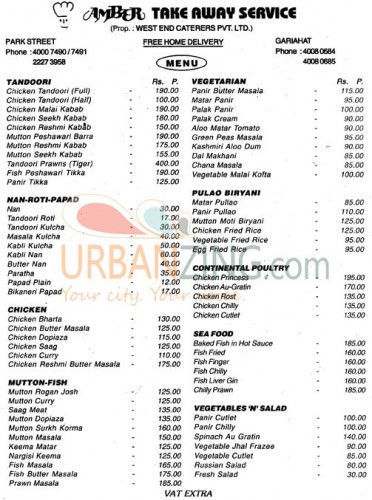 AMBER TAKE AWAY SERVICE
(Prop. : WEST END CATERERS PVT. LTD.)
PARK STREET
Phone : 4000 7490 / 7491
2227 3958
FREE HOME DELIVERY
MENU
GARIAHAT
Phone : 4008 0684
4008 0685
TANDOORI Rs. P.
Chicken Tandoori (Full) - 190.00
Chicken Tandoori (Half) - 100.00
Chicken Malai Kabab - 190.00
Chicken Seekh Kabab - 180.00
Chicken Reshmi Kabab - 150.00
Mutton Peshawari Barra - 190.00
Mutton Reshmi Kabab - 175.00
Mutton Seekh Kabab - 155.00
Tandoori Prawns (Tiger) - 400.00
Fish Peshawari Tikka - 190.00
Panir Tikka - 125.00
NAN-ROTI-PAPAD
Nan - 30.00
Tandoori Roti - 17.00
Tandoori Kulcha - 30.00
Masala Kulcha - 40.00
Kabli Kulcha - 50.00
Kabli Nan
Butter Nan - 40.00
Paratha - 35.00
Papad Plain - 12.00
Bikaneri Papad - 17.00
CHICKEN
Chicken Bharta - 130.00
Chicken Butter Masala - 125.00
Chicken Dopiaza - 115.00
Chicken Saag - 125.00
Chicken Curry - 110.00
Chicken Reshmi Butter Masala - 175.00
MUTTON-FISH
Mutton Rogan Josh - 125.00
Mutton Curry - 125.00
Saag Meat - 135.00
Mutton Dopiaza - 135.00
Mutton Surkh Korma - 160.00
Mutton Masala - 150.00
Keema Matar - 125.00
Nargisi Keema - 125.00
Fish Masala - 165.00
Fish Butter Masala - 175.00
Prawn Masala - 185.00
VEGETARIAN Rs. P.
Panir Butter Masala - 115.00
Matar Panir - 95.00
Palak Panir - 100.00
Palak Cream - 90.00
Aloo Matar Tomato - 90.00
Green Peas Masala - 95.00
Kashmiri Aloo Dum - 90.00
Dal Makhani - 85.00
Chana Masala - 85.00
Vegetable Malai Kofta - 100.00
PULAO BIRYANI
Matar Pullao - 85.00
Panir Pullao - 110.00
Mutton Moti Biryani - 125.00
Chicken Fried Rice - 125.00
Vegetable Fried Rice - 95.00
Egg Fried Rice - 95.00
CONTINENTAL POULTRY
Chicken Princess - 195.00
Chicken Au-Gratin - 170.00
Chicken Rost - 135.00
Chicken Chilly - 135.00
Chicken Cutlet - 135.00
SEA FOOD
Baked Fish in Hot Sauce - 185.00
Fish Fried - 160.00
Fish Finger - 160.00
Fish Chilly - 160.00
Fish Liver Gin - 160.00
Chilly Prawn - 185.00
VEGETABLES 'N' SALAD
Panir Cutlet - 100.00
Panir Chilly - 100.00
Spinach Au Gratin - 140.00
Vegetable Jhal Frazee - 90.00
Vegetable Cutlet - 85.00
Russian Salad - 80.00
Fresh Salad - 30.00
VAT EXTRA
URBANZING.com
Your city. Your